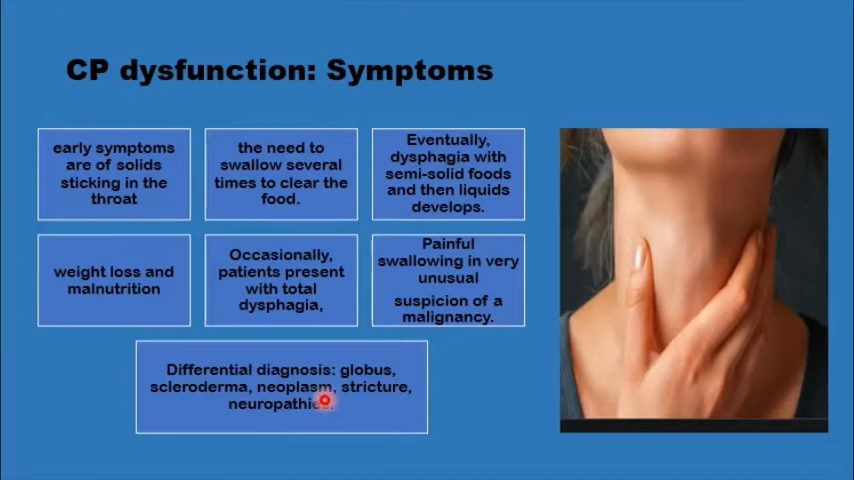 CP dysfunction: Symptoms
early symptoms
are of solids
sticking in the
throat
the need to
swallow several
times to clear the
food.
Eventually,
dysphagia with
semi-solid foods
and then liquids
develops.
weight loss and
malnutrition
Occasionally,
patients present
with total
dysphagia,
Painful
swallowing in very
unusual
suspicion of a
malignancy.
Differential diagnosis: globus,
scleroderma, neoplasm, stricture,